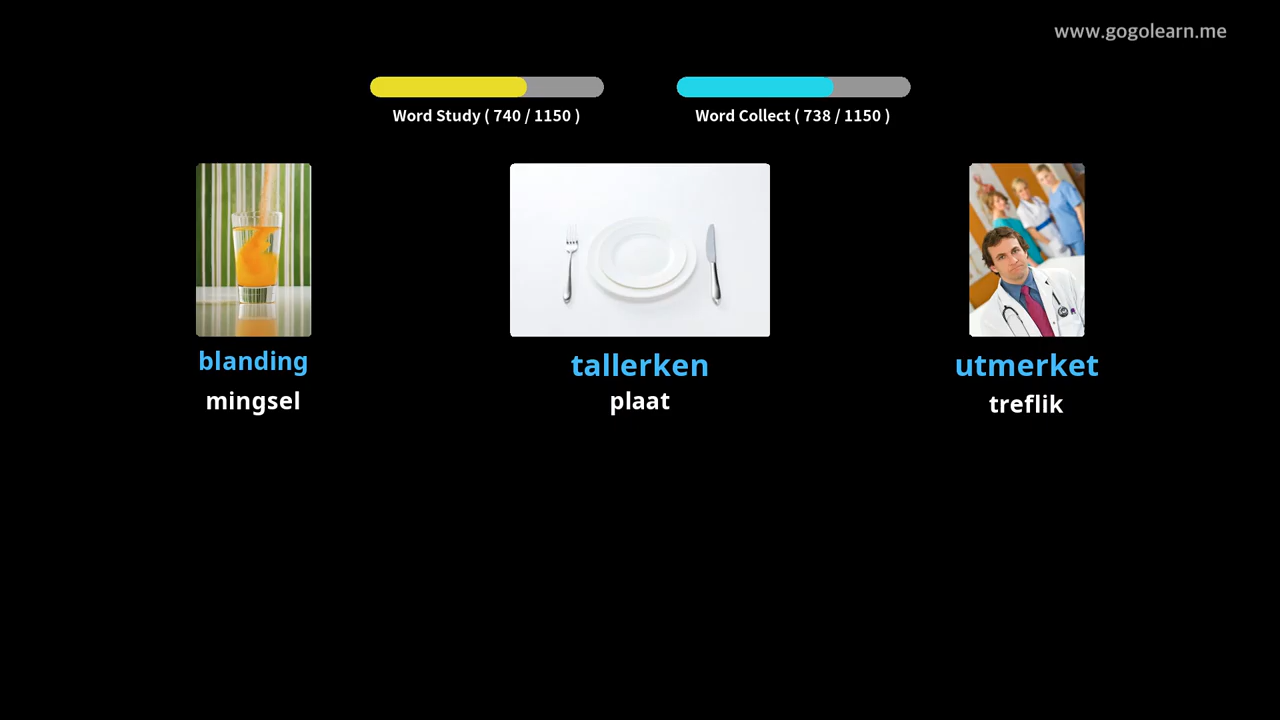 www.gogolearn.me
Word Study ( 740 / 1150 )
Word Collect ( 738 / 1150 )
blanding
mingsel
tallerken
plaat
utmerket
treflik